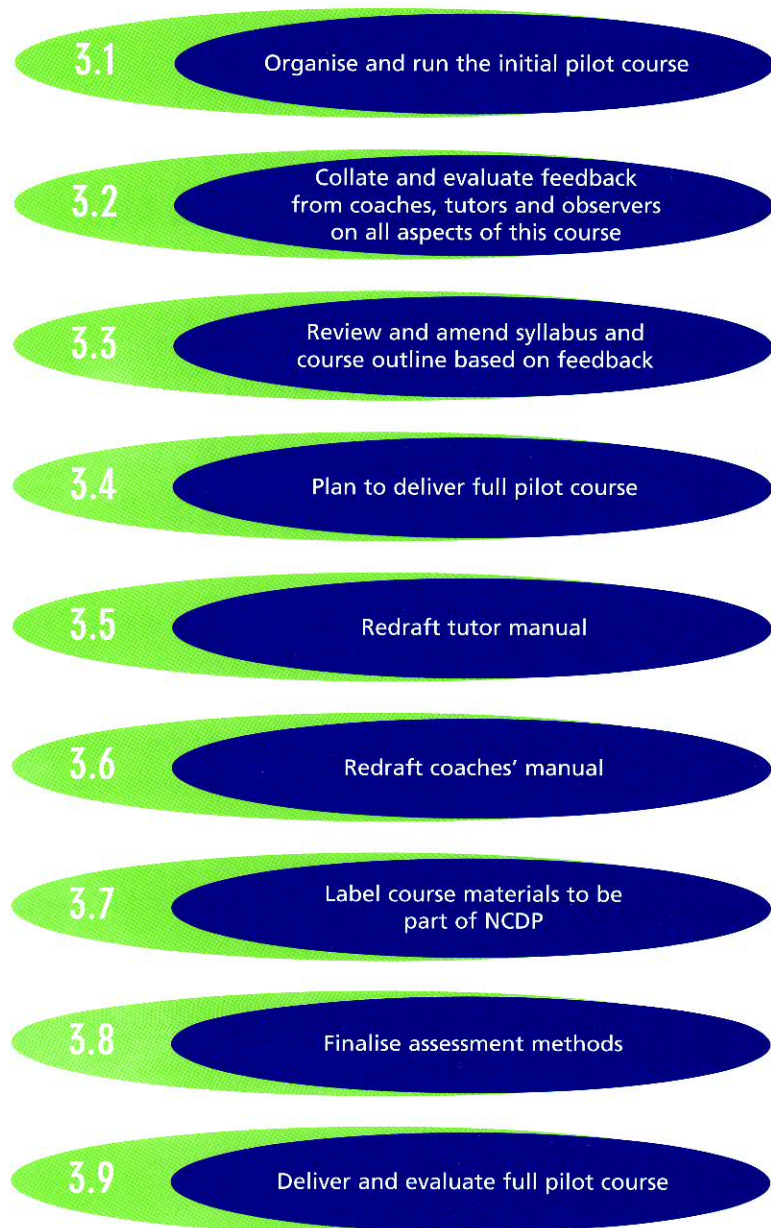 3.1
Organise and run the initial pilot course
3.2
Collate and evaluate feedback
from coaches, tutors and observers
on all aspects of this course
3.3
Review and amend syllabus and
course outline based on feedback
3.4
Plan to deliver full pilot course
3.5
Redraft tutor manual
3.6
Redraft coaches' manual
3.7
Label course materials to be
part of NCDP
3.8
Finalise assessment methods
3.9
Deliver and evaluate full pilot course